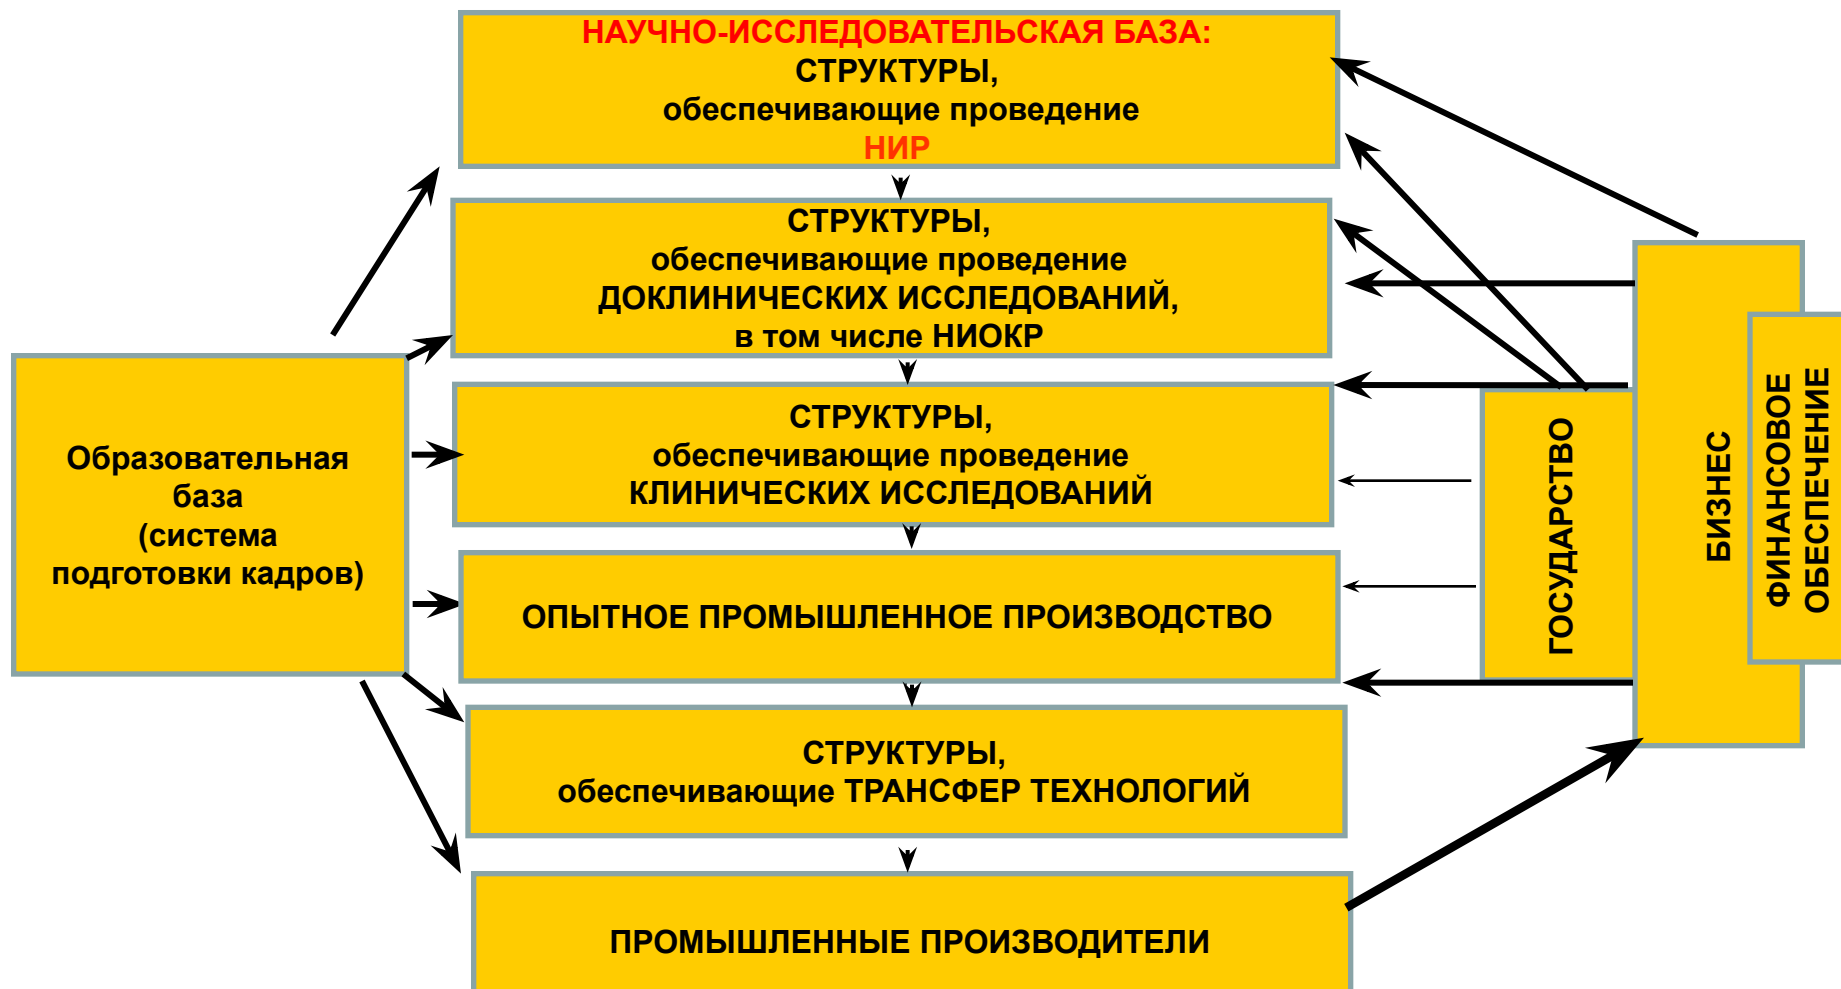 НАУЧНО-ИССЛЕДОВАТЕЛЬСКАЯ БАЗА:
СТРУКТУРЫ,
обеспечивающие проведение
НИР
СТРУКТУРЫ,
обеспечивающие проведение
ДОКЛИНИЧЕСКИХ ИССЛЕДОВАНИЙ,
в том числе НИОКР
СТРУКТУРЫ,
обеспечивающие проведение
КЛИНИЧЕСКИХ ИССЛЕДОВАНИЙ
ОПЫТНОЕ ПРОМЫШЛЕННОЕ ПРОИЗВОДСТВО
СТРУКТУРЫ,
обеспечивающие ТРАНСФЕР ТЕХНОЛОГИЙ
ПРОМЫШЛЕННЫЕ ПРОИЗВОДИТЕЛИ
Образовательная
база
(система
подготовки кадров)
ГОСУДАРСТВО
БИЗНЕС
ФИНАНСОВОЕ
ОБЕСПЕЧЕНИЕ